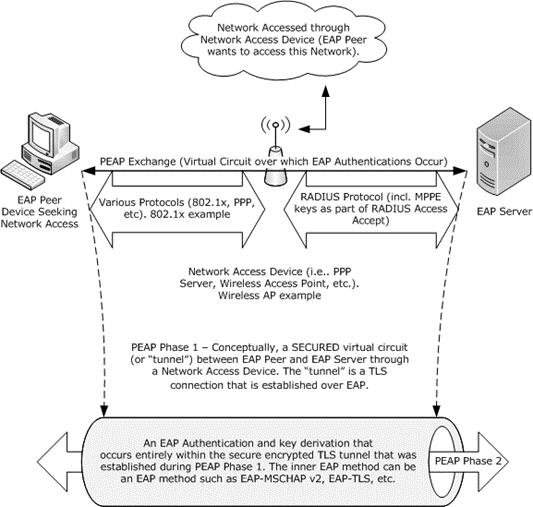 Network Accessed through
Network Access Device (EAP Peer
wants to access this Network).
PEAP Exchange (Virtual Circuit over which EAP Authentications Occur)
EAP Peer
Device Seeking
Network Access
Various Protocols (802.1x, PPP,
etc). 802.1x example
RADIUS Protocol (incl. MPPE
keys as part of RADIUS Access
Accept)
EAP Server
Network Access Device (i.e.. PPP
Server, Wireless Access Point, etc.).
Wireless AP example
PEAP Phase 1 – Conceptually, a SECURED virtual circuit
(or “tunnel”) between EAP Peer and EAP Server through
a Network Access Device. The “tunnel” is a TLS
connection that is established over EAP.
An EAP Authentication and key derivation that
occurs entirely within the secure encrypted TLS tunnel that was
established during PEAP Phase 1. The inner EAP method can be
an EAP method such as EAP-MSCHAP v2, EAP-TLS, etc.
PEAP Phase 2